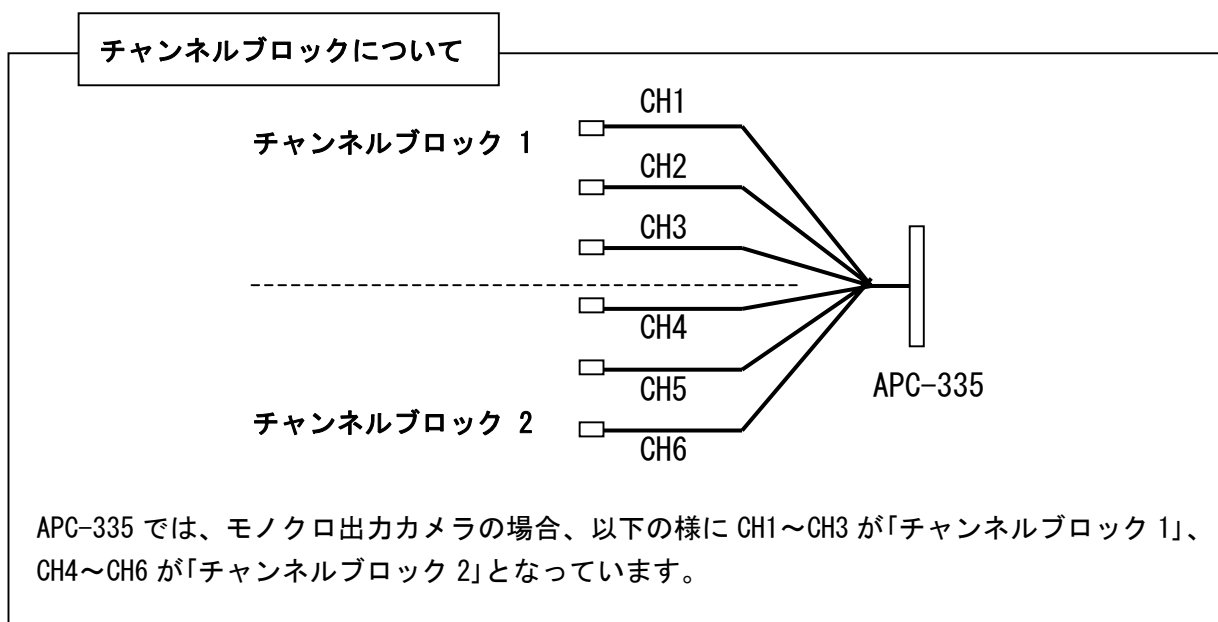 チャンネルブロックについて
CH1
チャンネルブロック 1
CH2
CH3
CH4
CH5
APC-335
チャンネルブロック 2
CH6
APC-335 では、モノクロ出力カメラの場合、以下の様に CH1～CH3 が「チャンネルブロック 1」、
CH4～CH6 が「チャンネルブロック 2」となっています。